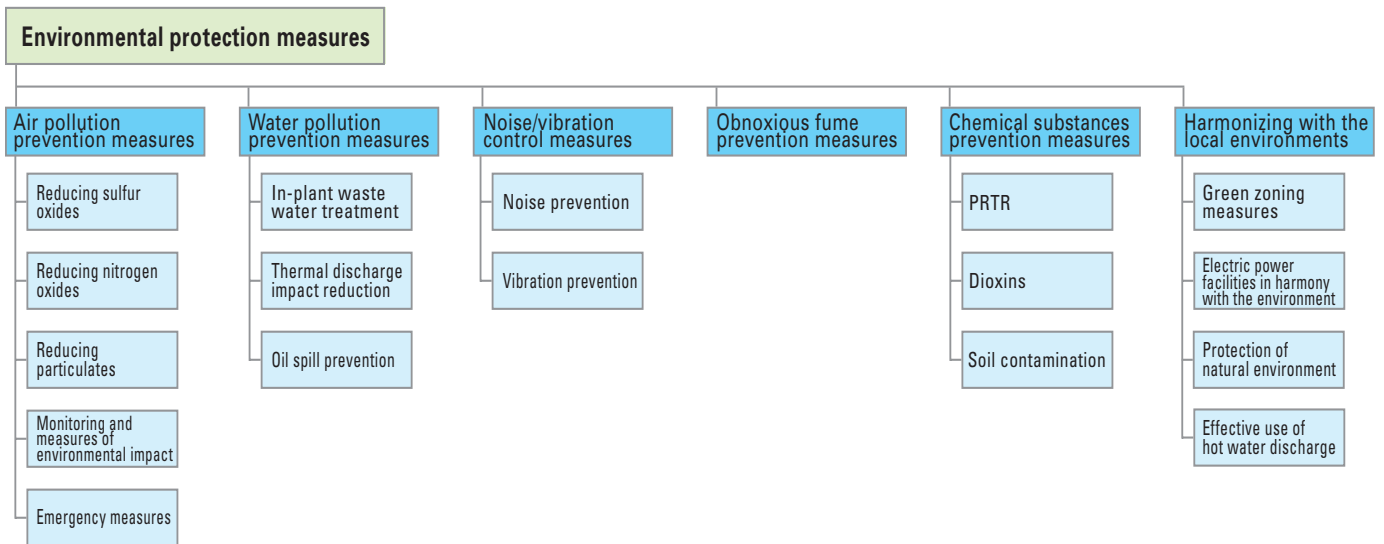 Environmental protection measures
Air pollution
prevention measures
Reducing sulfur
oxides
Reducing nitrogen
oxides
Reducing
particulates
Monitoring and
measures of
environmental impact
Emergency measures
Water pollution
prevention measures
In-plant waste
water treatment
Thermal discharge
impact reduction
Oil spill prevention
Noise/vibration
control measures
Noise prevention
Vibration prevention
Obnoxious fume
prevention measures
Chemical substances
prevention measures
PRTR
Dioxins
Soil contamination
Harmonizing with the
local environments
Green zoning
measures
Electric power
facilities in harmony
with the environment
Protection of
natural environment
Effective use of
hot water discharge